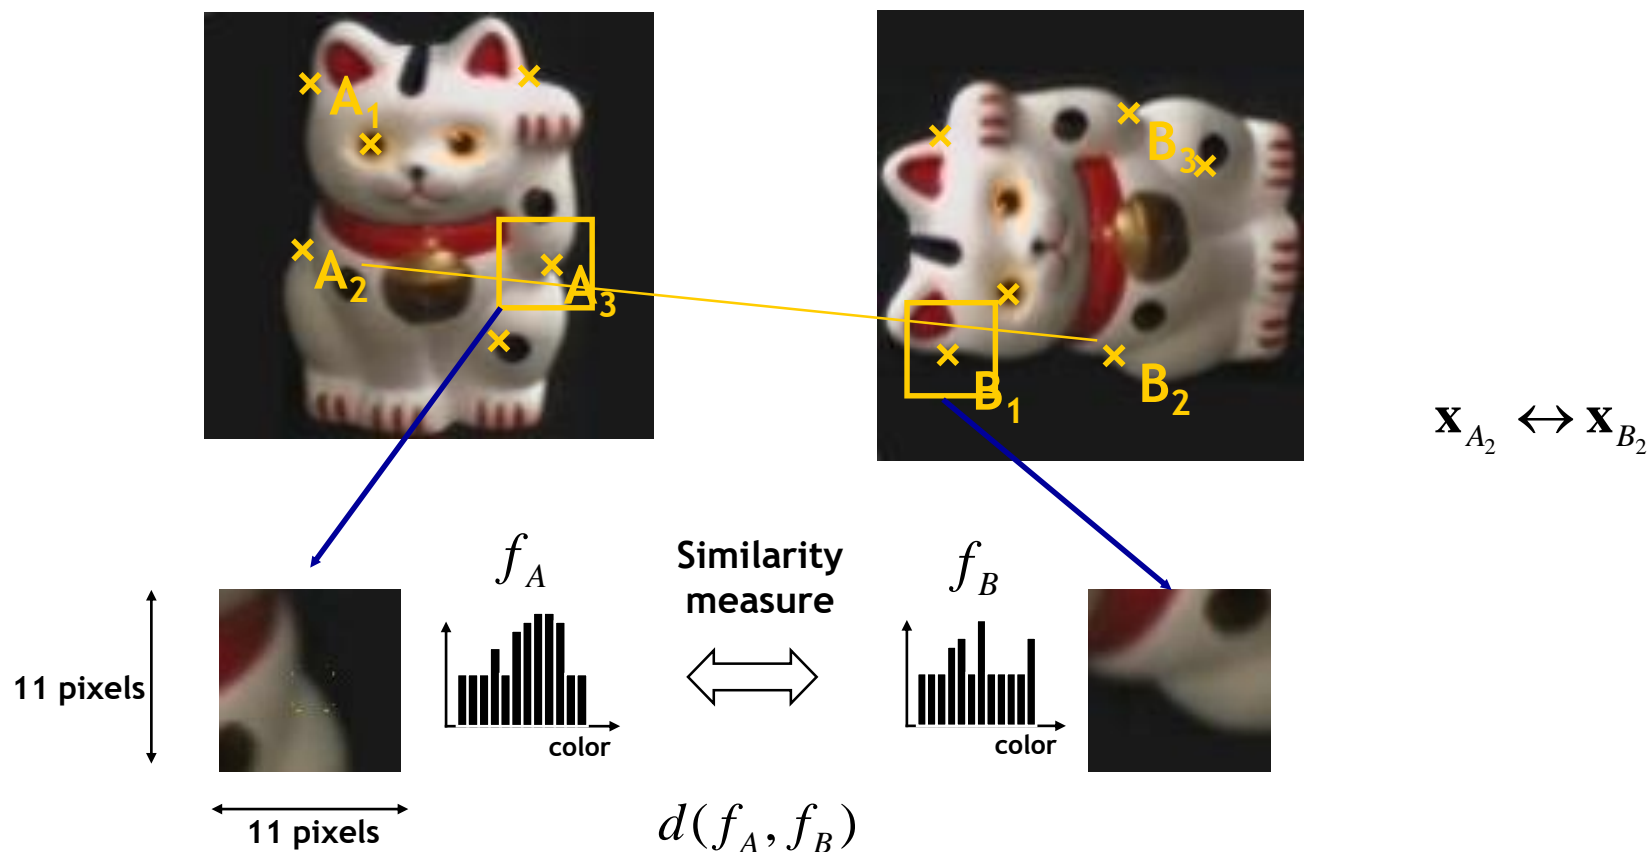 A₁
A₂
A₃
B₃
B₁
B₂
x_{A₂} ↔ x_{B₂}
f_A
Similarity
measure
f_B
11 pixels
color
color
11 pixels
d(f_A, f_B)